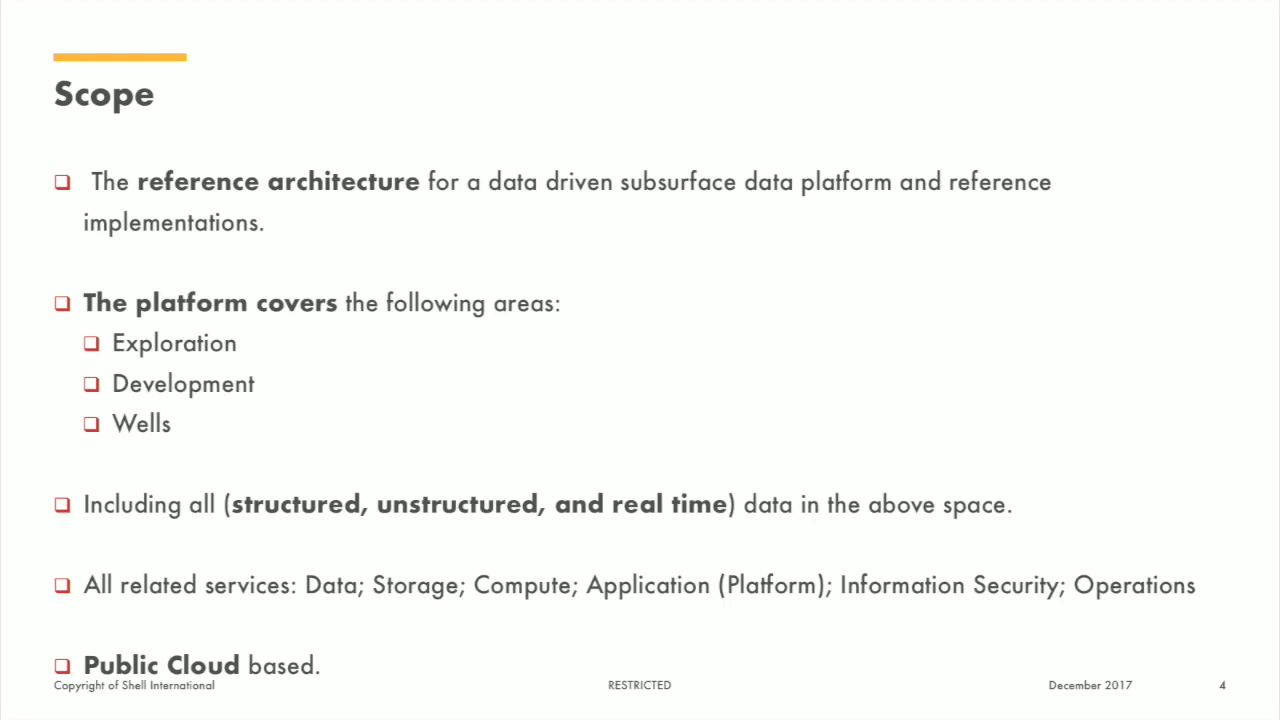 Scope
❑ The reference architecture for a data driven subsurface data platform and reference
implementations.
❑ The platform covers the following areas:
❑ Exploration
❑ Development
❑ Wells
❑ Including all (structured, unstructured, and real time) data in the above space.
❑ All related services: Data; Storage; Compute; Application (Platform); Information Security; Operations
❑ Public Cloud based.
Copyright of Shell International RESTRICTED December 2017 4